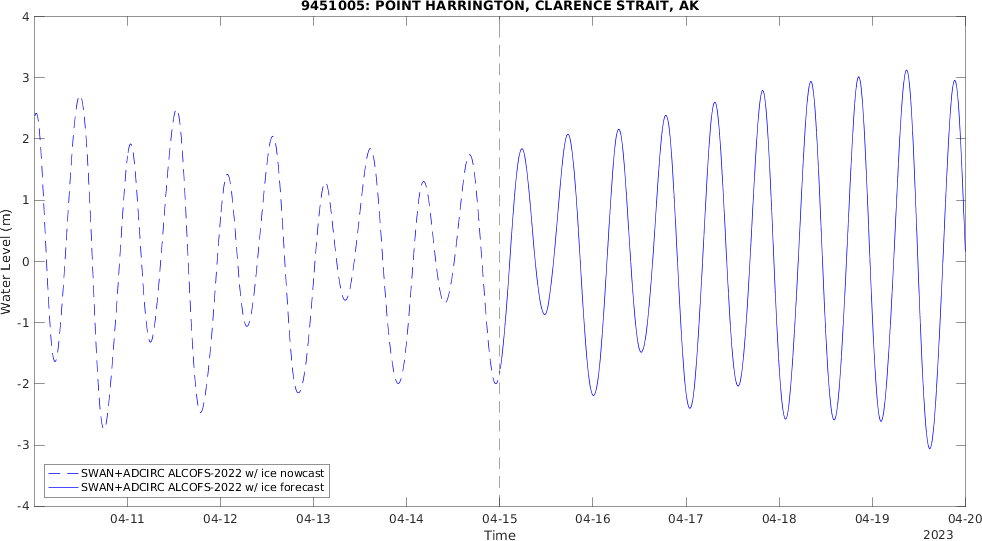 9451005: POINT HARRINGTON, CLARENCE STRAIT, AK
4
3
2
1
0
-1
-2
-3
-4
Water Level (m)
SWAN+ADCIRC ALCOFS-2022 w/ ice nowcast
SWAN+ADCIRC ALCOFS-2022 w/ ice forecast
04-11 04-12 04-13 04-14 04-15 04-16 04-17 04-18 04-19 04-20
Time
2023